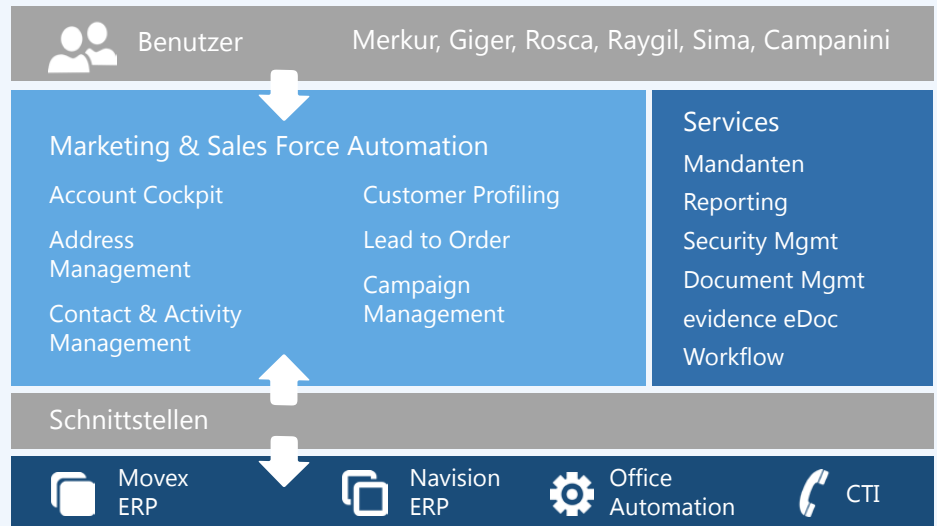 Benutzer
Merkur, Giger, Rosca, Raygil, Sima, Campanini
Marketing & Sales Force Automation
Account Cockpit
Address
Management
Contact & Activity
Management
Customer Profiling
Lead to Order
Campaign
Management
Services
Mandanten
Reporting
Security Mgmt
Document Mgmt
evidence eDoc
Workflow
Schnittstellen
Movex
ERP
Navision
ERP
Office
Automation
CTI